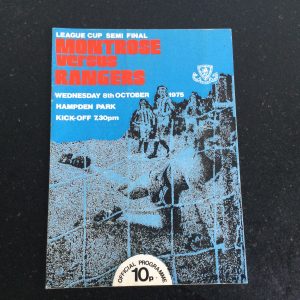 LEAGUE CUP SEMI FINAL
MONTROSE
versus
RANGERS
WEDNESDAY 8th OCTOBER 1975
HAMPDEN PARK
KICK-OFF 7.30pm
OFFICIAL PROGRAMME
10p